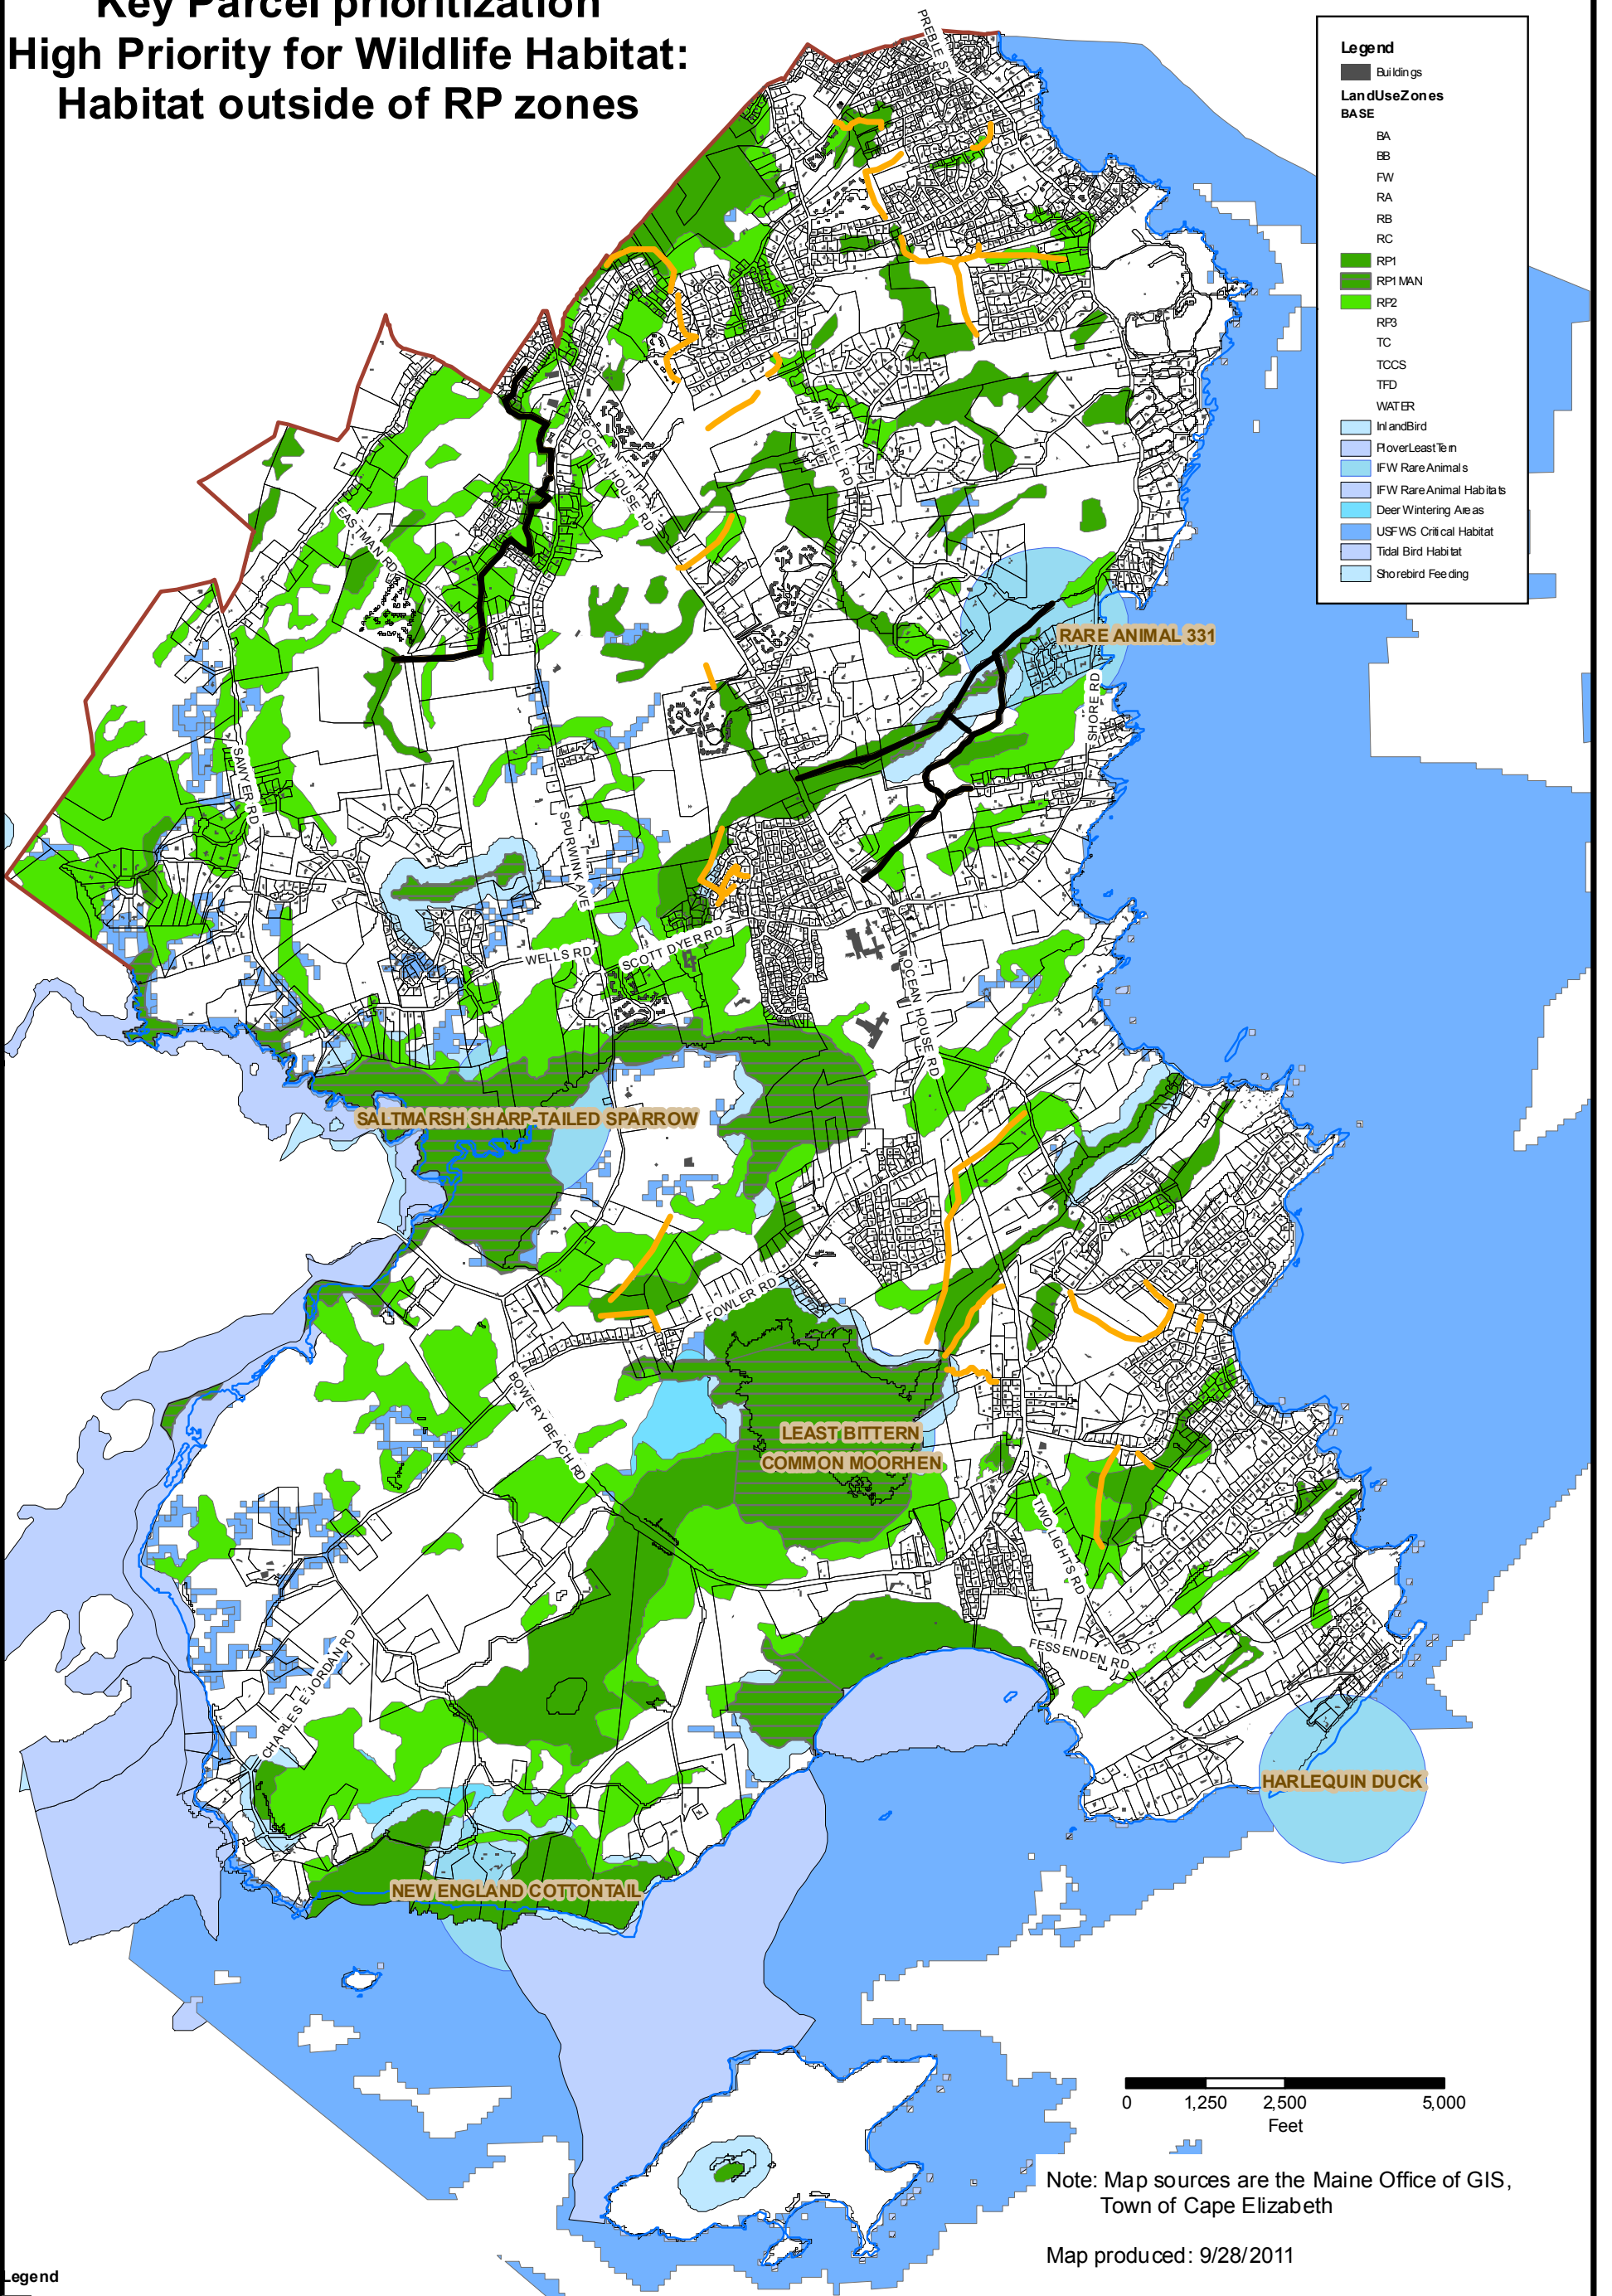 Key Parcel prioritization
High Priority for Wildlife Habitat:
Habitat outside of RP zones
Legend
Buildings
LandUseZones
BASE
BA
BB
FW
RA
RB
RC
RP1
RP1MAN
RP2
RP3
TC
TCCS
TFD
WATER
InlandBird
PloverLeastTern
IFW Rare Animals
IFW Rare Animal Habitats
Deer Wintering Areas
USFWS Critical Habitat
Tidal Bird Habitat
Shorebird Feeding
PREBLE ST
OCEAN HOUSE RD
MITCHELL RD
EASTMAN RD
RARE ANIMAL 331
SHORE RD
SAWYER RD
SPURWINK AVE
WELLS RD
SCOTT DYER RD
OCEAN HOUSE RD
SALTMARSH SHARP-TAILED SPARROW
FOWLER RD
BOWERY BEACH RD
LEAST BITTERN
COMMON MOORHEN
TWO LIGHTS RD
FESSENDEN RD
CHARLES E JORDAN RD
HARLEQUIN DUCK
NEW ENGLAND COTTONTAIL
0 1,250 2,500 5,000
Feet
Note: Map sources are the Maine Office of GIS,
Town of Cape Elizabeth
Map produced: 9/28/2011
Legend